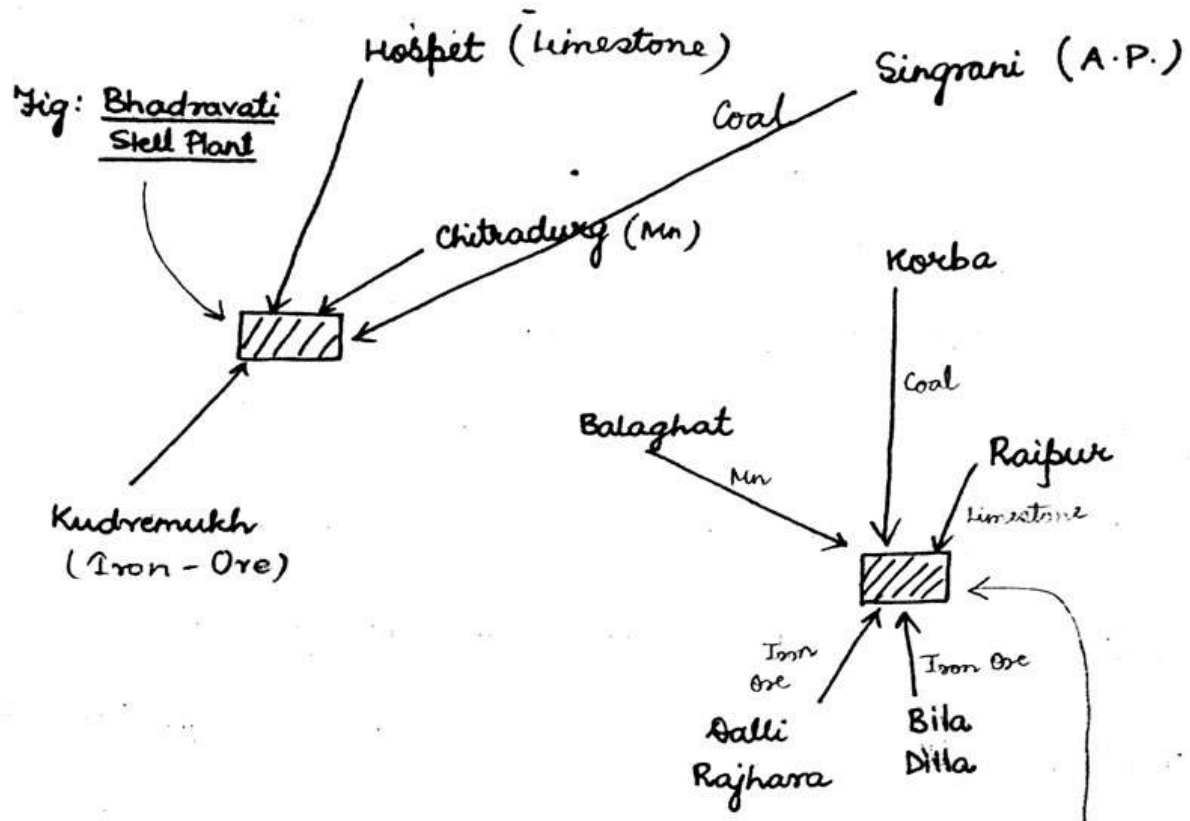 Hospet (Limestone)
Singrani (A.P.)
Fig: Bhadravati
Stell Plant
Coal
Chitradurg (Mn)
Korba
Coal
Balaghat
Mn
Raipur
Limestone
Kudremukh
(Iron-Ore)
Iron
Ore
Iron Ore
Dalli
Rajhara
Bila
Dilla